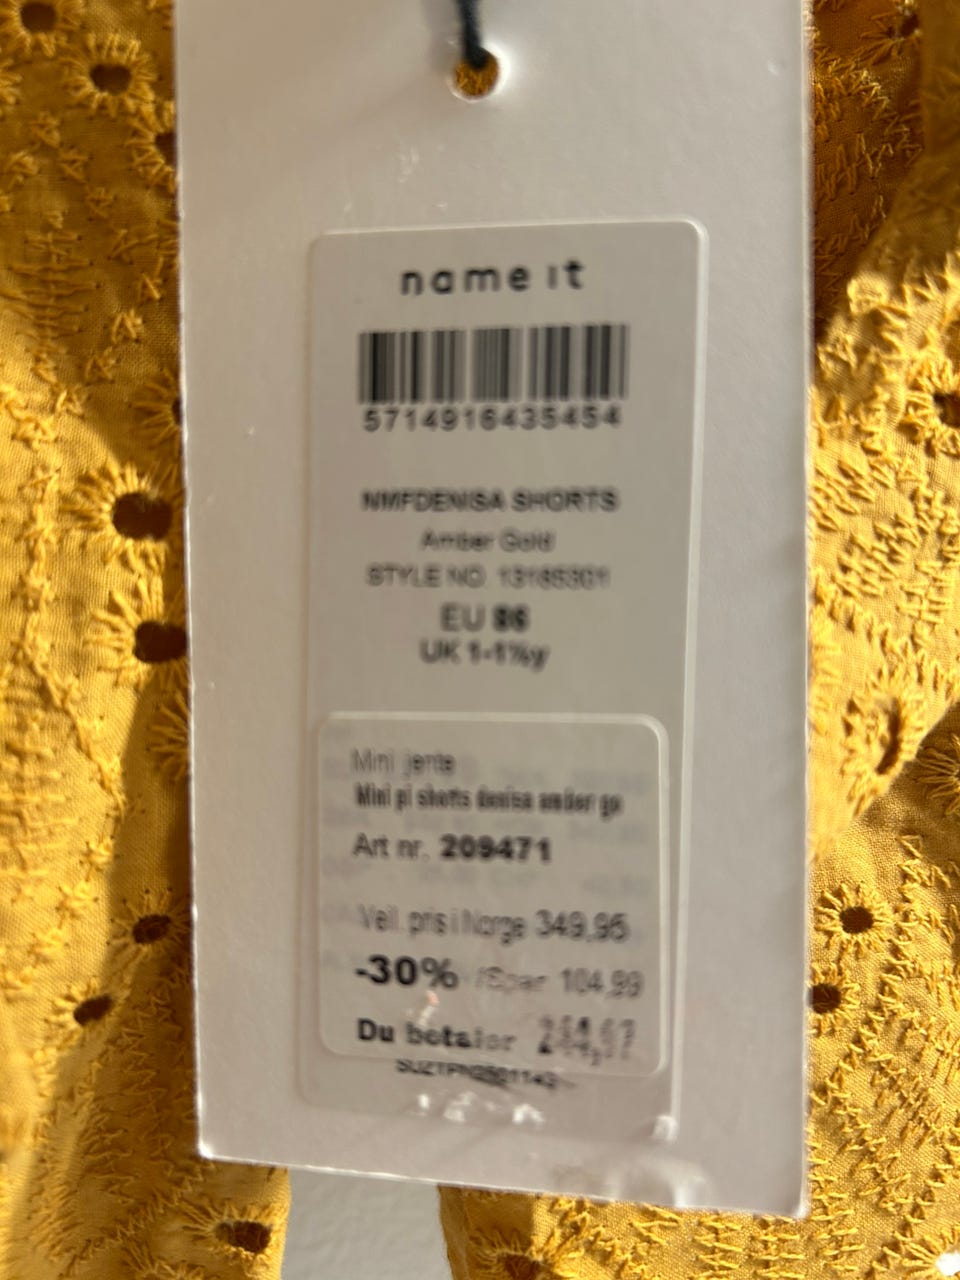 name it
5714916435454
NMFDENISA SHORTS
Amber Gold
STYLE NO. 13185301
EU 86
UK 1-1½y
Mini jente
Mini pi shorts denisa amber go
Art nr. 209471
Veil. pris i Norge 349,95
-30% /Spar 104,99
Du betaler